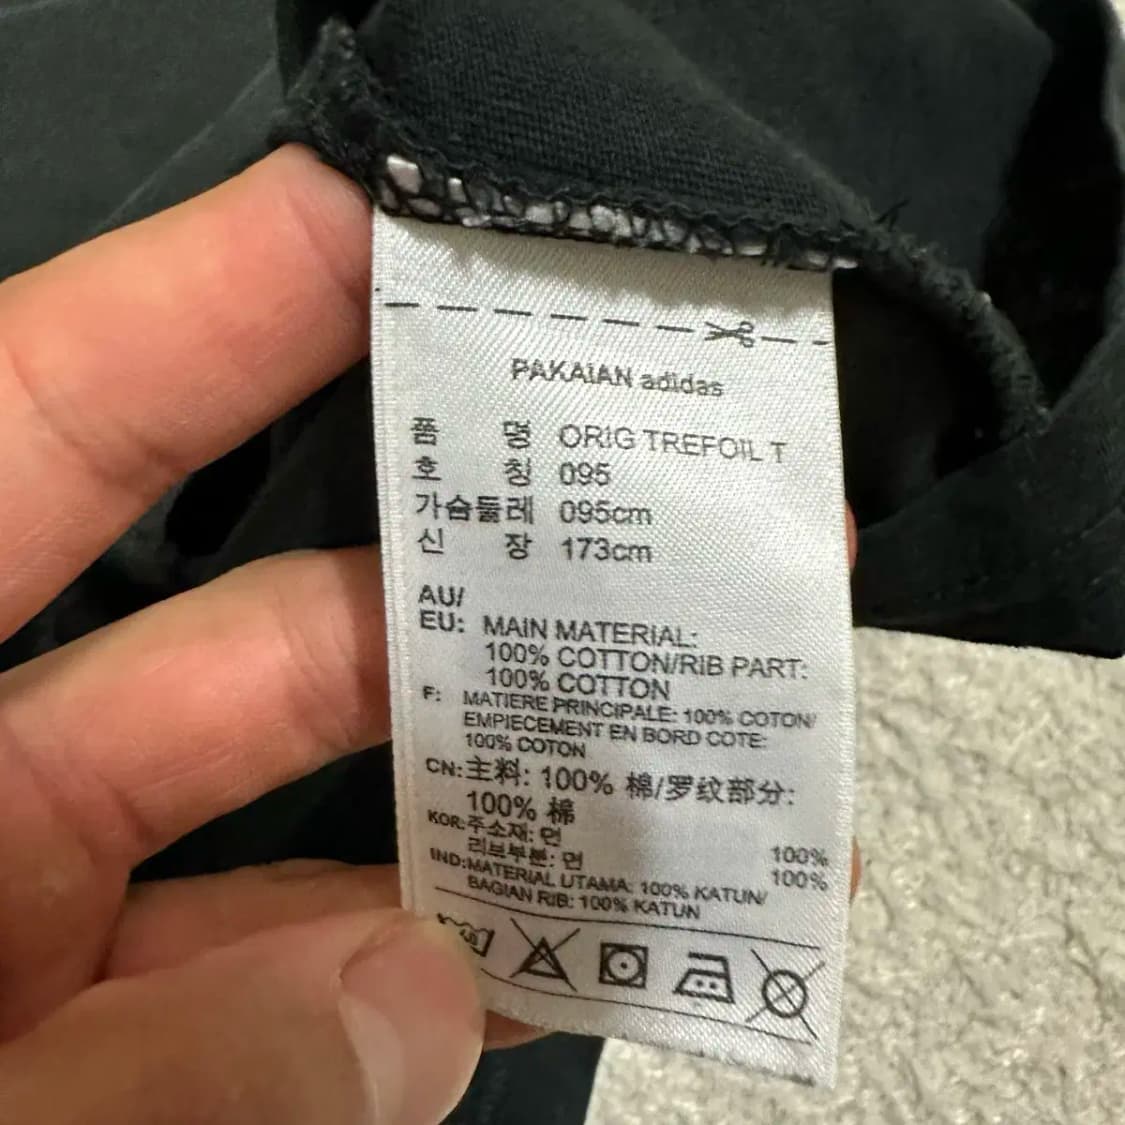 PAKAIAN adidas
품 명 ORIG TREFOIL T
호 칭 095
가슴둘레 095cm
신 장 173cm
AU/
EU: MAIN MATERIAL:
100% COTTON/RIB PART:
100% COTTON
F: MATIERE PRINCIPALE: 100% COTON/
EMPIECEMENT EN BORD COTE:
100% COTON
CN:主料: 100% 棉/罗纹部分:
100% 棉
KOR:주소재: 면 100%
리브부분: 면 100%
IND:MATERIAL UTAMA: 100% KATUN/
BAGIAN RIB: 100% KATUN